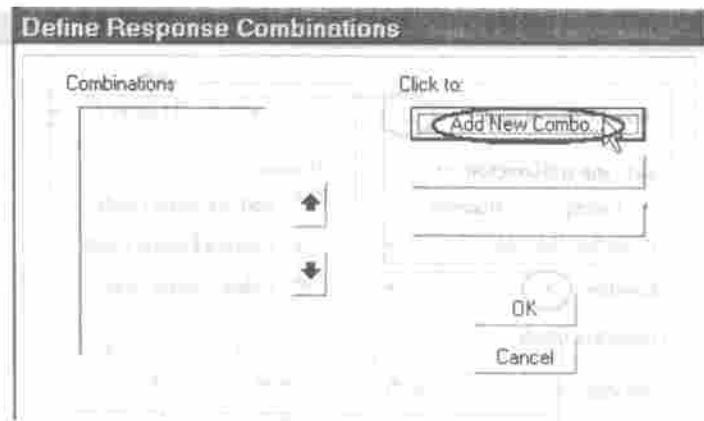 Define Response Combinations
Combinations
Click to:
Add New Combo...
OK
Cancel